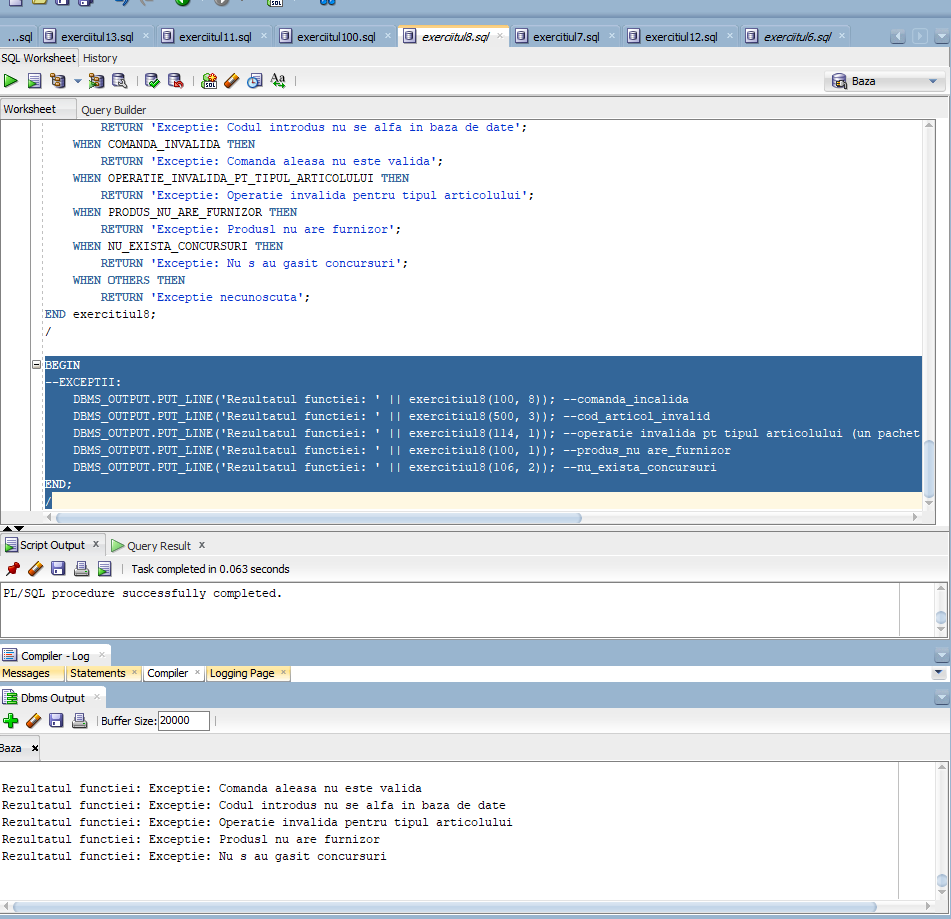 ...sql exerciitul13.sql exerciitul11.sql exerciitul100.sql exerciitul8.sql exercitiul7.sql exercitiul12.sql exerciitul6.sql
SQL Worksheet History
Aa
Baza
Worksheet Query Builder
RETURN 'Exceptie: Codul introdus nu se alfa in baza de date';
WHEN COMANDA_INVALIDA THEN
RETURN 'Exceptie: Comanda aleasa nu este valida';
WHEN OPERATIE_INVALIDA_PT_TIPUL_ARTICOLULUI THEN
RETURN 'Exceptie: Operatie invalida pentru tipul articolului';
WHEN PRODUS_NU_ARE_FURNIZOR THEN
RETURN 'Exceptie: Produsl nu are furnizor';
WHEN NU_EXISTA_CONCURSURI THEN
RETURN 'Exceptie: Nu s au gasit concursuri';
WHEN OTHERS THEN
RETURN 'Exceptie necunoscuta';
END exercitiul8;
/
BEGIN
--EXCEPTII:
DBMS_OUTPUT.PUT_LINE('Rezultatul functiei: ' || exercitiul8(100, 8)); --comanda_incalida
DBMS_OUTPUT.PUT_LINE('Rezultatul functiei: ' || exercitiul8(500, 3)); --cod_articol_invalid
DBMS_OUTPUT.PUT_LINE('Rezultatul functiei: ' || exercitiul8(114, 1)); --operatie invalida pt tipul articolului (un pachet
DBMS_OUTPUT.PUT_LINE('Rezultatul functiei: ' || exercitiul8(100, 1)); --produs_nu are_furnizor
DBMS_OUTPUT.PUT_LINE('Rezultatul functiei: ' || exercitiul8(106, 2)); --nu_exista_concursuri
END;
/
Script Output x Query Result x
Task completed in 0.063 seconds
PL/SQL procedure successfully completed.
Compiler - Log
Messages Statements Compiler Logging Page
Dbms Output
Buffer Size: 20000
Baza x
Rezultatul functiei: Exceptie: Comanda aleasa nu este valida
Rezultatul functiei: Exceptie: Codul introdus nu se alfa in baza de date
Rezultatul functiei: Exceptie: Operatie invalida pentru tipul articolului
Rezultatul functiei: Exceptie: Produsl nu are furnizor
Rezultatul functiei: Exceptie: Nu s au gasit concursuri